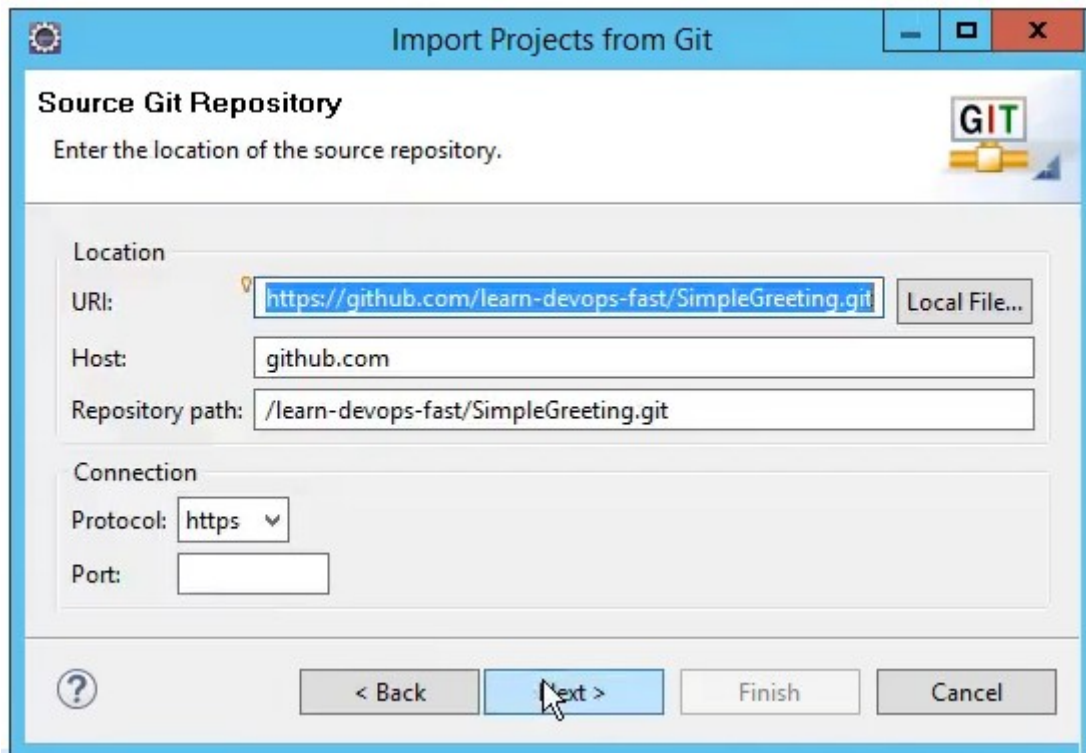 Import Projects from Git
Source Git Repository
Enter the location of the source repository.
GIT
Location
URI: https://github.com/learn-devops-fast/SimpleGreeting.git Local File...
Host: github.com
Repository path: /learn-devops-fast/SimpleGreeting.git
Connection
Protocol: https
Port:
? < Back Next > Finish Cancel